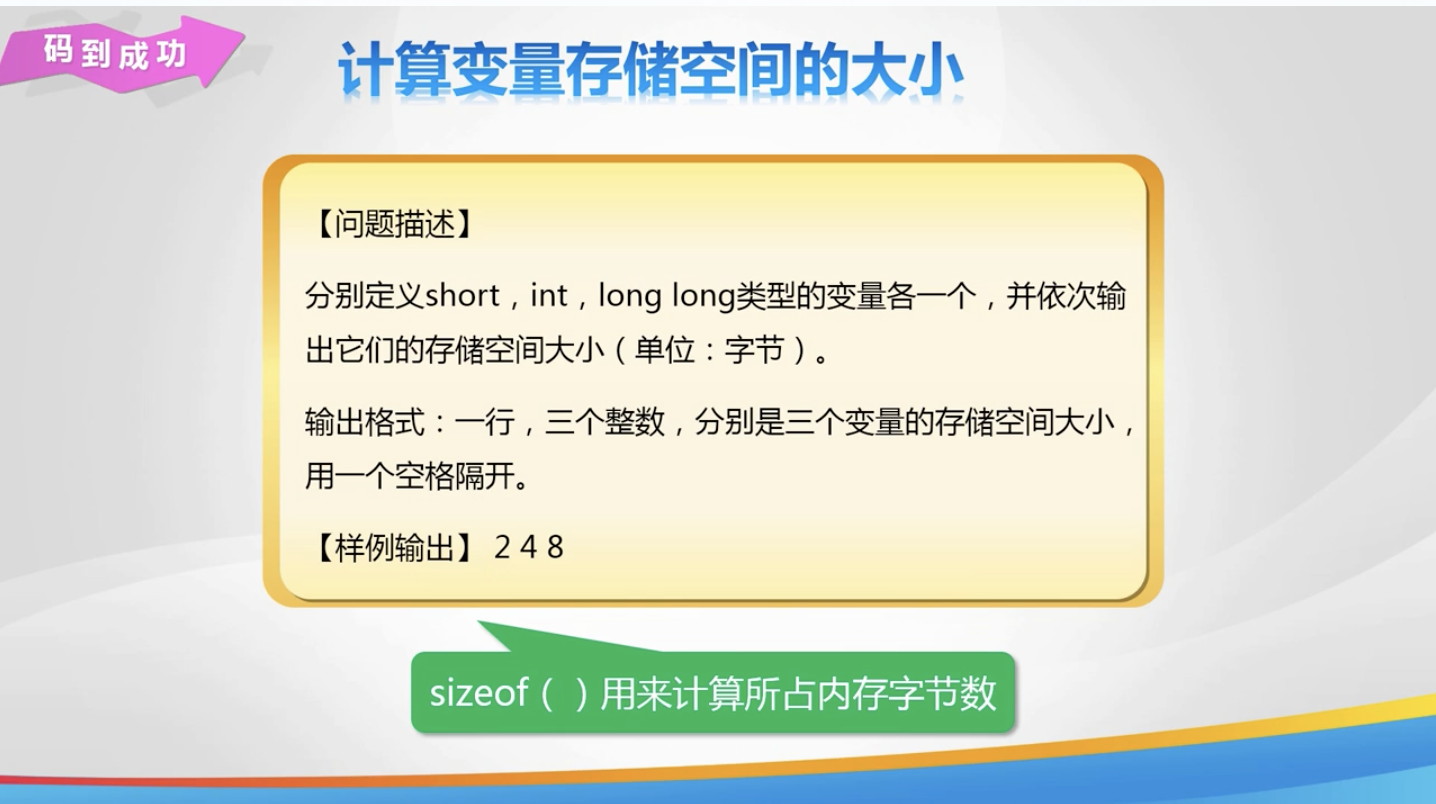 码到成功
计算变量存储空间的大小
【问题描述】
分别定义short，int，long long类型的变量各一个，并依次输
出它们的存储空间大小（单位：字节）。
输出格式：一行，三个整数，分别是三个变量的存储空间大小，
用一个空格隔开。
【样例输出】 2 4 8
sizeof（ ）用来计算所占内存字节数